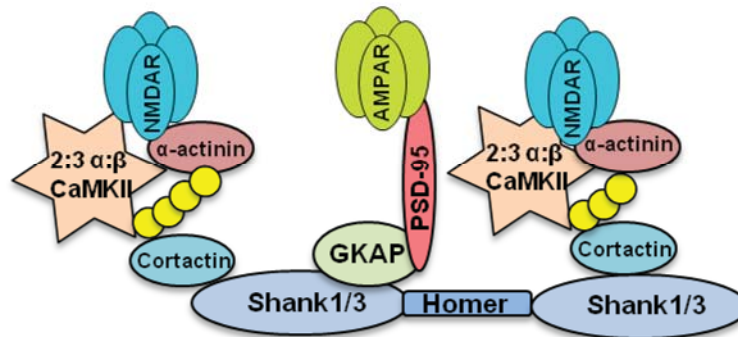 NMDAR
AMPAR
NMDAR
2:3 α:β
CaMKII
α-actinin
PSD-95
2:3 α:β
CaMKII
α-actinin
Cortactin
GKAP
Cortactin
Shank1/3
Homer
Shank1/3